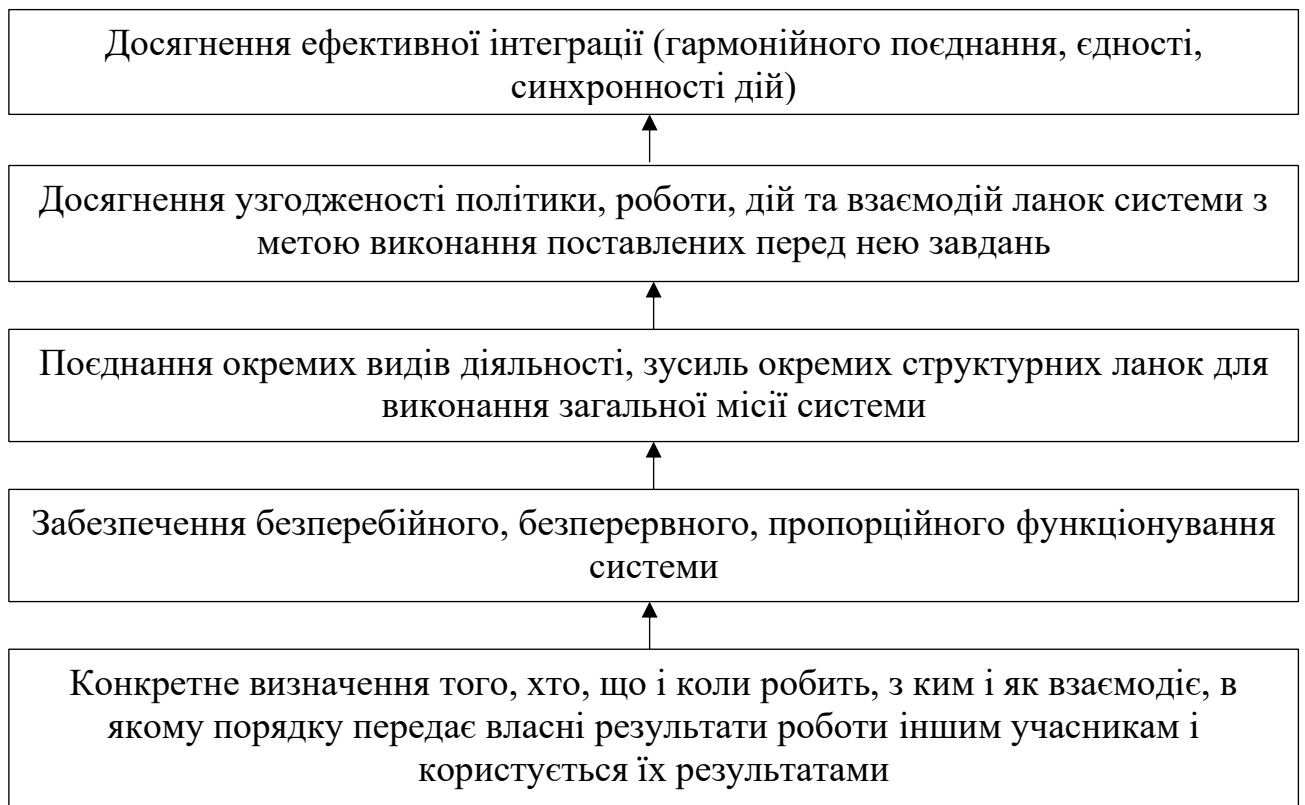 Досягнення ефективної інтеграції (гармонійного поєднання, єдності,
синхронності дій)
Досягнення узгодженості політики, роботи, дій та взаємодій ланок системи з
метою виконання поставлених перед нею завдань
Поєднання окремих видів діяльності, зусиль окремих структурних ланок для
виконання загальної місії системи
Забезпечення безперебійного, безперервного, пропорційного функціонування
системи
Конкретне визначення того, хто, що і коли робить, з ким і як взаємодіє, в
якому порядку передає власні результати роботи іншим учасникам і
користується їх результатами